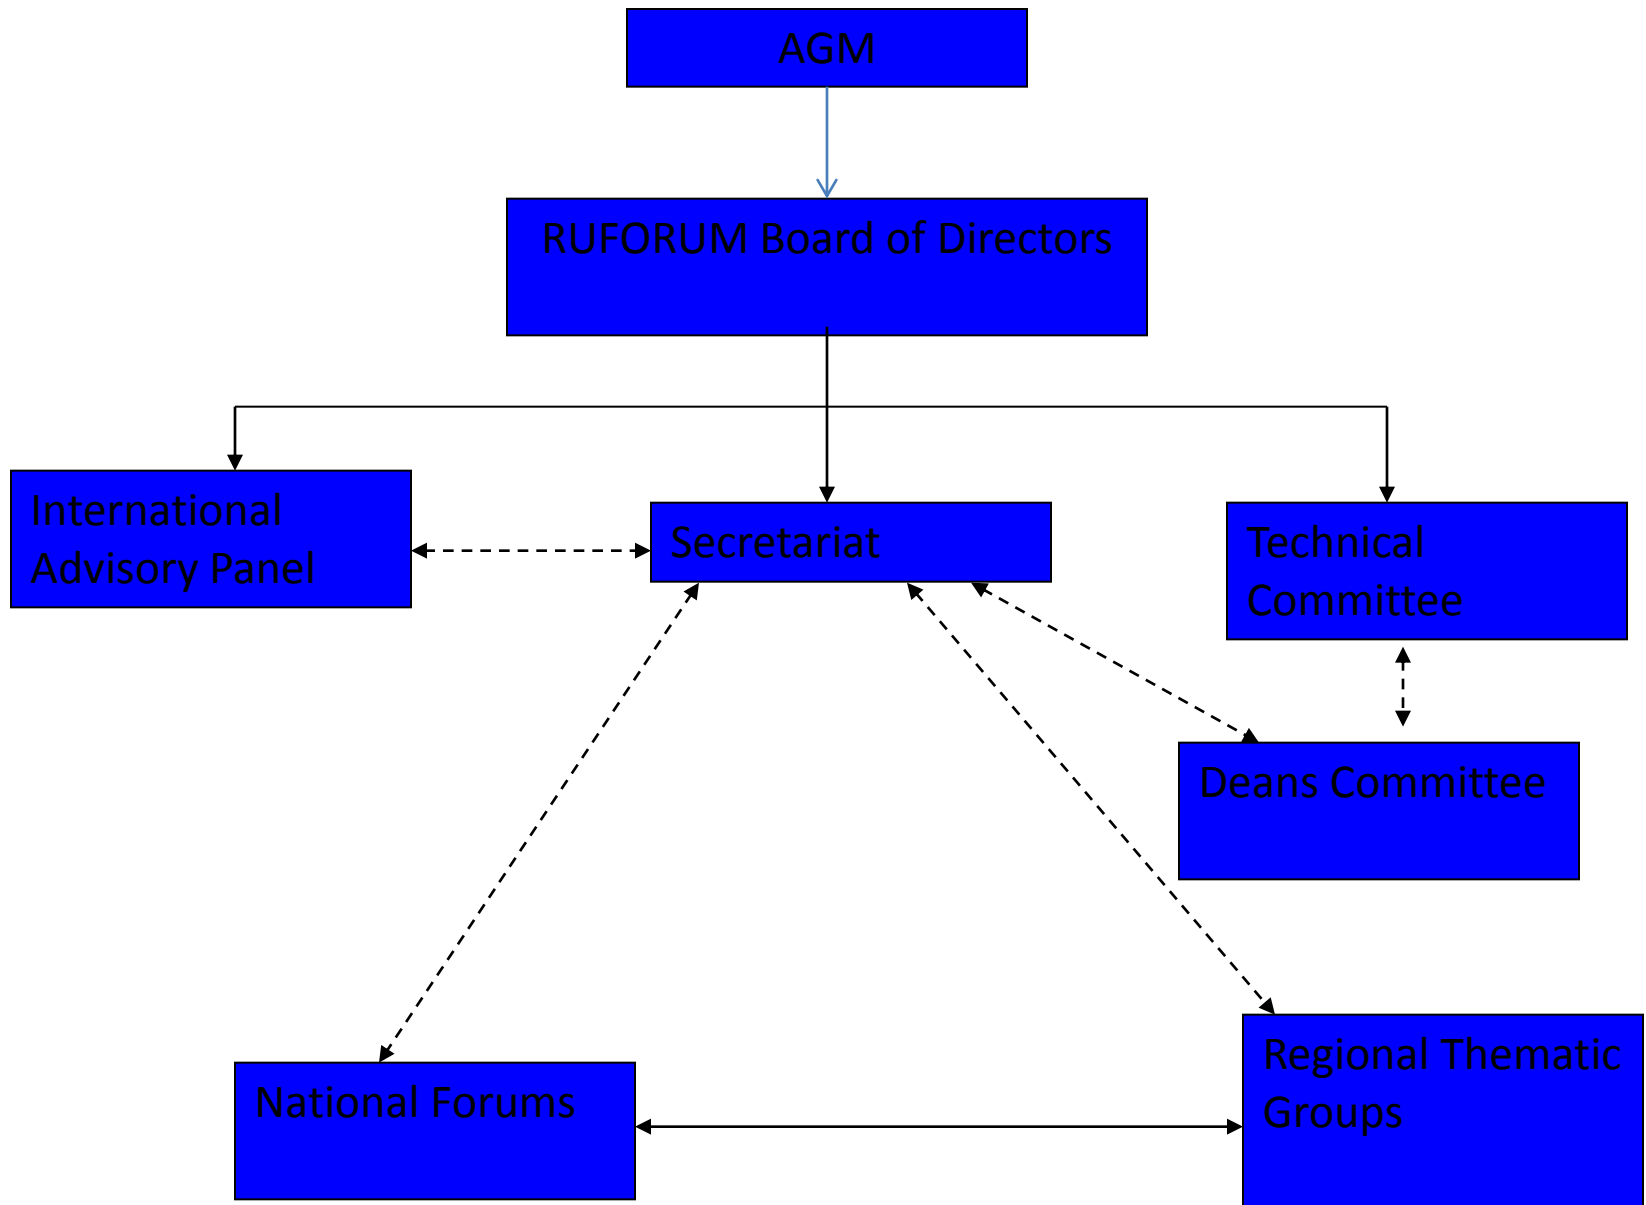 AGM
RUFORUM Board of Directors
International
Advisory Panel
Secretariat
Technical
Committee
Deans Committee
National Forums
Regional Thematic
Groups